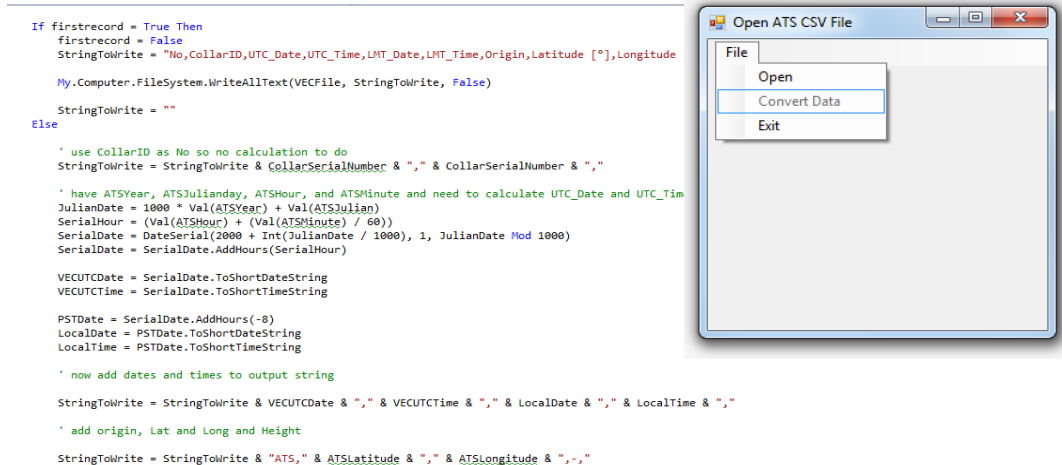 If firstrecord = True Then
firstrecord = False
StringToWrite = "No,CollarID,UTC_Date,UTC_Time,LMT_Date,LMT_Time,Origin,Latitude [°],Longitude
My.Computer.FileSystem.WriteAllText(VECFile, StringToWrite, False)
StringToWrite = ""
Else
' use CollarID as No so no calculation to do
StringToWrite = StringToWrite & CollarSerialNumber & "," & CollarSerialNumber & ","
' have ATSYear, ATSJulianday, ATSHour, and ATSMinute and need to calculate UTC_Date and UTC_Tim
JulianDate = 1000 * Val(ATSYear) + Val(ATSJulian)
SerialHour = (Val(ATSHour) + (Val(ATSMinute) / 60))
SerialDate = DateSerial(2000 + Int(JulianDate / 1000), 1, JulianDate Mod 1000)
SerialDate = SerialDate.AddHours(SerialHour)
VECUTCDate = SerialDate.ToShortDateString
VECUTCTime = SerialDate.ToShortTimeString
PSTDate = SerialDate.AddHours(-8)
LocalDate = PSTDate.ToShortDateString
LocalTime = PSTDate.ToShortTimeString
' now add dates and times to output string
StringToWrite = StringToWrite & VECUTCDate & "," & VECUTCTime & "," & LocalDate & "," & LocalTime & ","
' add origin, Lat and Long and Height
StringToWrite = StringToWrite & "ATS," & ATSLatitude & "," & ATSLongitude & ",-,"
Open ATS CSV File
File
Open
Convert Data
Exit